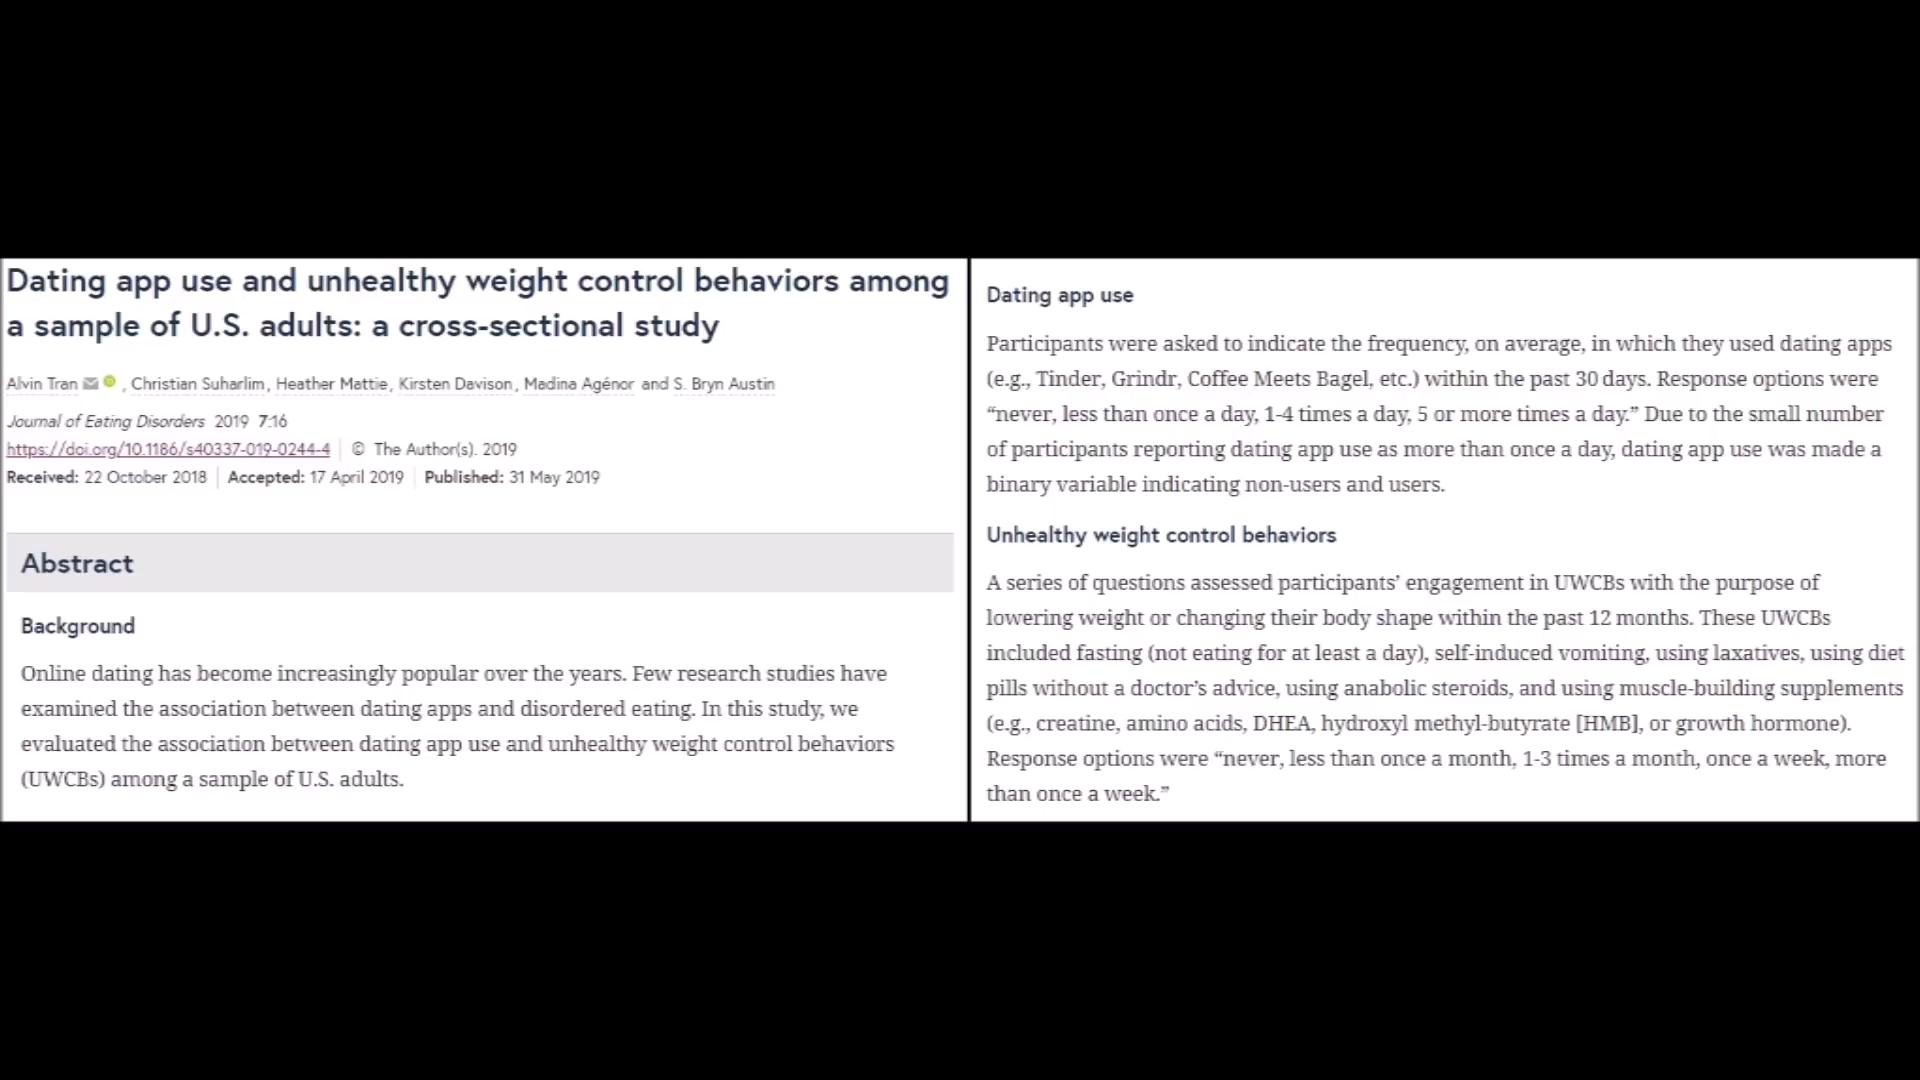 Dating app use and unhealthy weight control behaviors among
a sample of U.S. adults: a cross-sectional study
Alvin Tran , Christian Suharlim, Heather Mattie, Kirsten Davison, Madina Agénor and S. Bryn Austin
Journal of Eating Disorders 2019 7:16
https://doi.org/10.1186/s40337-019-0244-4 | © The Author(s). 2019
Received: 22 October 2018 | Accepted: 17 April 2019 | Published: 31 May 2019
Abstract
Background
Online dating has become increasingly popular over the years. Few research studies have
examined the association between dating apps and disordered eating. In this study, we
evaluated the association between dating app use and unhealthy weight control behaviors
(UWCBs) among a sample of U.S. adults.
Dating app use
Participants were asked to indicate the frequency, on average, in which they used dating apps
(e.g., Tinder, Grindr, Coffee Meets Bagel, etc.) within the past 30 days. Response options were
“never, less than once a day, 1-4 times a day, 5 or more times a day.” Due to the small number
of participants reporting dating app use as more than once a day, dating app use was made a
binary variable indicating non-users and users.
Unhealthy weight control behaviors
A series of questions assessed participants’ engagement in UWCBs with the purpose of
lowering weight or changing their body shape within the past 12 months. These UWCBs
included fasting (not eating for at least a day), self-induced vomiting, using laxatives, using diet
pills without a doctor’s advice, using anabolic steroids, and using muscle-building supplements
(e.g., creatine, amino acids, DHEA, hydroxyl methyl-butyrate [HMB], or growth hormone).
Response options were “never, less than once a month, 1-3 times a month, once a week, more
than once a week.”